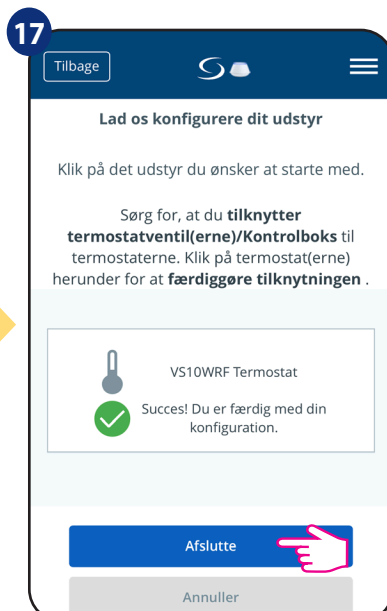 17
Tilbage
Lad os konfigurere dit udstyr
Klik på det udstyr du ønsker at starte med.
Sørg for, at du tilknytter
termostatventil(erne)/Kontrolboks til
termostaterne. Klik på termostat(erne)
herunder for at færdiggøre tilknytningen .
VS10WRF Termostat
Succes! Du er færdig med din
konfiguration.
Afslutte
Annuller